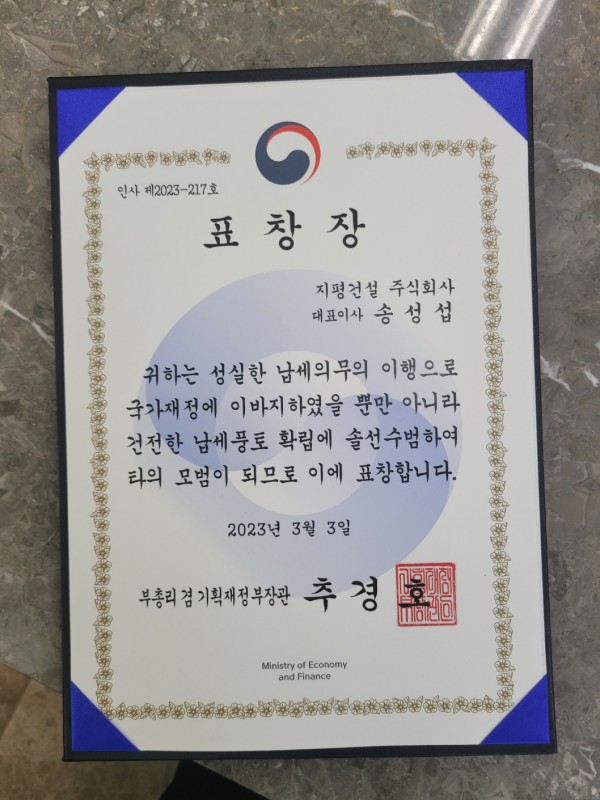 인사 제2023-217호
표창장
지평건설 주식회사
대표이사 송성섭
귀하는 성실한 납세의무의 이행으로
국가재정에 이바지하였을 뿐만 아니라
건전한 납세풍토 확립에 솔선수범하여
타의 모범이 되므로 이에 표창합니다.
2023년 3월 3일
부총리 겸 기획재정부장관 추경호
Ministry of Economy
and Finance